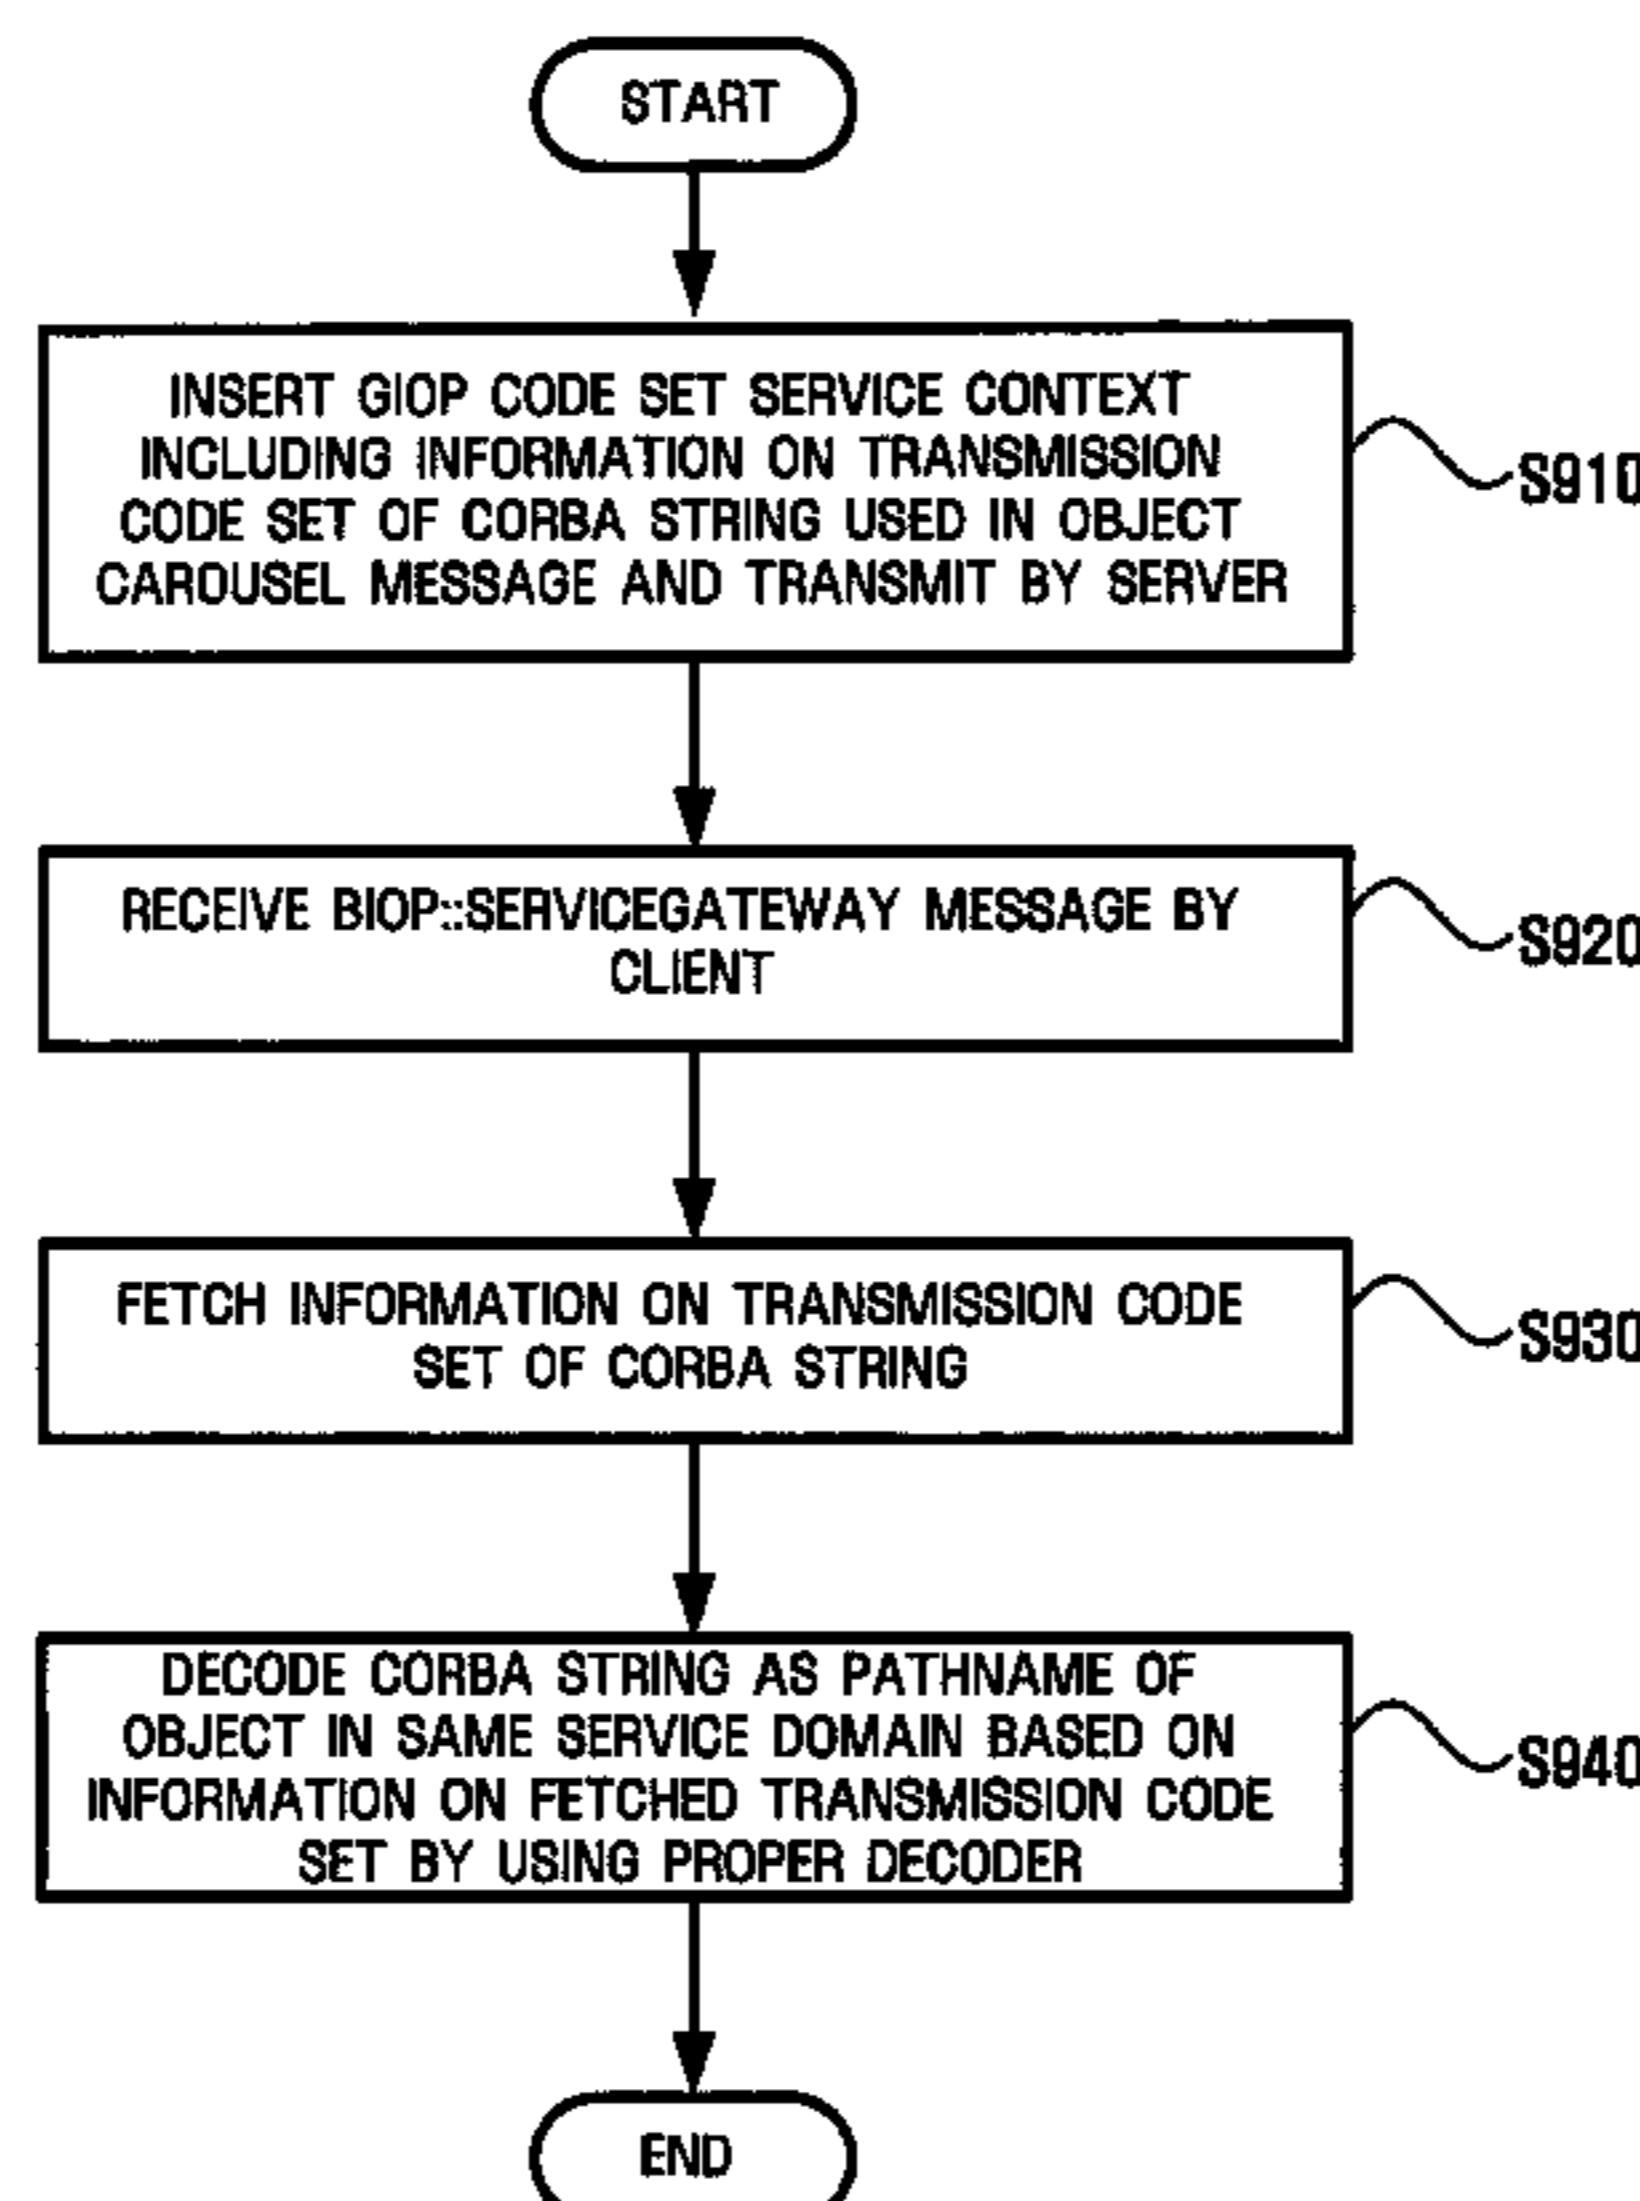 START
INSERT GIOP CODE SET SERVICE CONTEXT
INCLUDING INFORMATION ON TRANSMISSION
CODE SET OF CORBA STRING USED IN OBJECT
CAROUSEL MESSAGE AND TRANSMIT BY SERVER
S910
RECEIVE BIOP::SERVICEGATEWAY MESSAGE BY
CLIENT
S920
FETCH INFORMATION ON TRANSMISSION CODE
SET OF CORBA STRING
S930
DECODE CORBA STRING AS PATHNAME OF
OBJECT IN SAME SERVICE DOMAIN BASED ON
INFORMATION ON FETCHED TRANSMISSION CODE
SET BY USING PROPER DECODER
S940
END